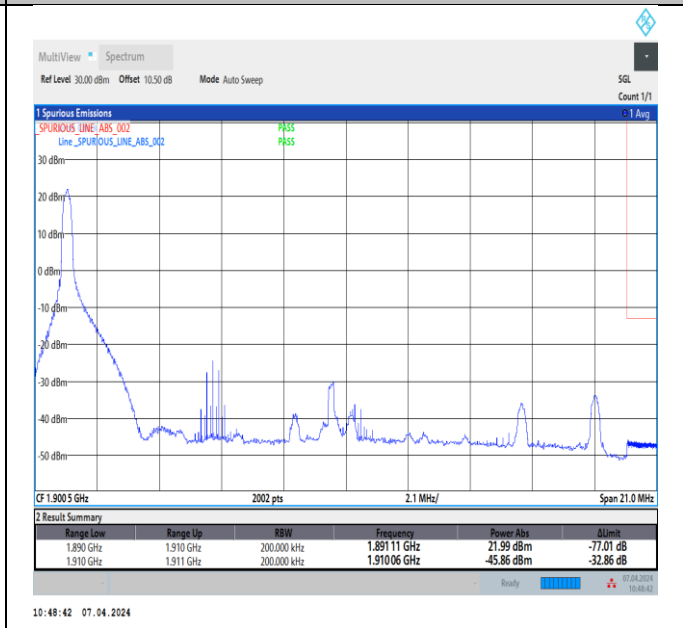 MultiView Spectrum
Ref Level 30.00 dBm Offset 10.50 dB Mode Auto Sweep SGL
Count 1/1
1 Spurious Emissions 1 Avg
_SPURIOUS_LINE_ABS_002 PASS
Line _SPURIOUS_LINE_ABS_002 PASS
30 dBm
20 dBm
10 dBm
0 dBm
-10 dBm
-20 dBm
-30 dBm
-40 dBm
-50 dBm
CF 1.9005 GHz 2002 pts 2.1 MHz/ Span 21.0 MHz
2 Result Summary
Range Low Range Up RBW Frequency Power Abs ΔLimit
1.890 GHz 1.910 GHz 200.000 kHz 1.89111 GHz 21.99 dBm -77.01 dB
1.910 GHz 1.911 GHz 200.000 kHz 1.91006 GHz -45.86 dBm -32.86 dB
Ready 07.04.2024
10:48:42
10:48:42 07.04.2024